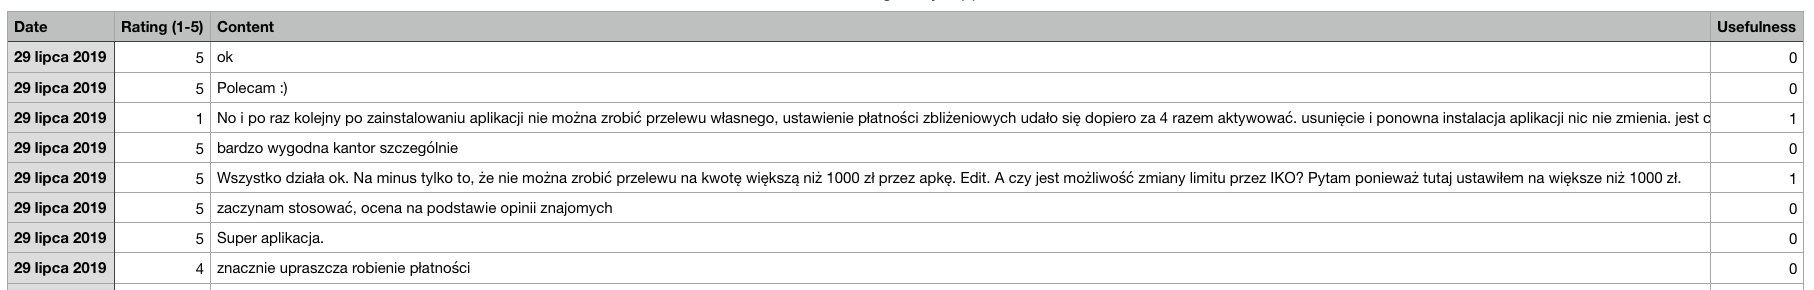 Date Rating (1-5) Content Usefulness
29 lipca 2019 5 ok 0
29 lipca 2019 5 Polecam :) 0
29 lipca 2019 1 No i po raz kolejny po zainstalowaniu aplikacji nie można zrobić przelewu własnego, ustawienie płatności zbliżeniowych udało się dopiero za 4 razem aktywować. usunięcie i ponowna instalacja aplikacji nic nie zmienia. jest 1
29 lipca 2019 5 bardzo wygodna kantor szczególnie 0
29 lipca 2019 5 Wszystko działa ok. Na minus tylko to, że nie można zrobić przelewu na kwotę większą niż 1000 zł przez apkę. Edit. A czy jest możliwość zmiany limitu przez IKO? Pytam ponieważ tutaj ustawiłem na większe niż 1000 zł. 1
29 lipca 2019 5 zaczynam stosować, ocena na podstawie opinii znajomych 0
29 lipca 2019 5 Super aplikacja. 0
29 lipca 2019 4 znacznie upraszcza robienie płatności 0